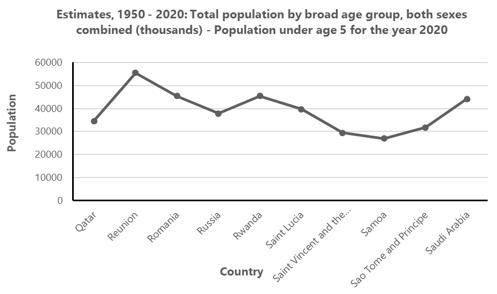 Estimates, 1950 - 2020: Total population by broad age group, both sexes
combined (thousands) - Population under age 5 for the year 2020
60000
50000
40000
30000
20000
10000
0
Population
Qatar
Reunion
Romania
Russia
Rwanda
Saint Lucia
Saint Vincent and the...
Samoa
Sao Tome and Principe
Saudi Arabia
Country